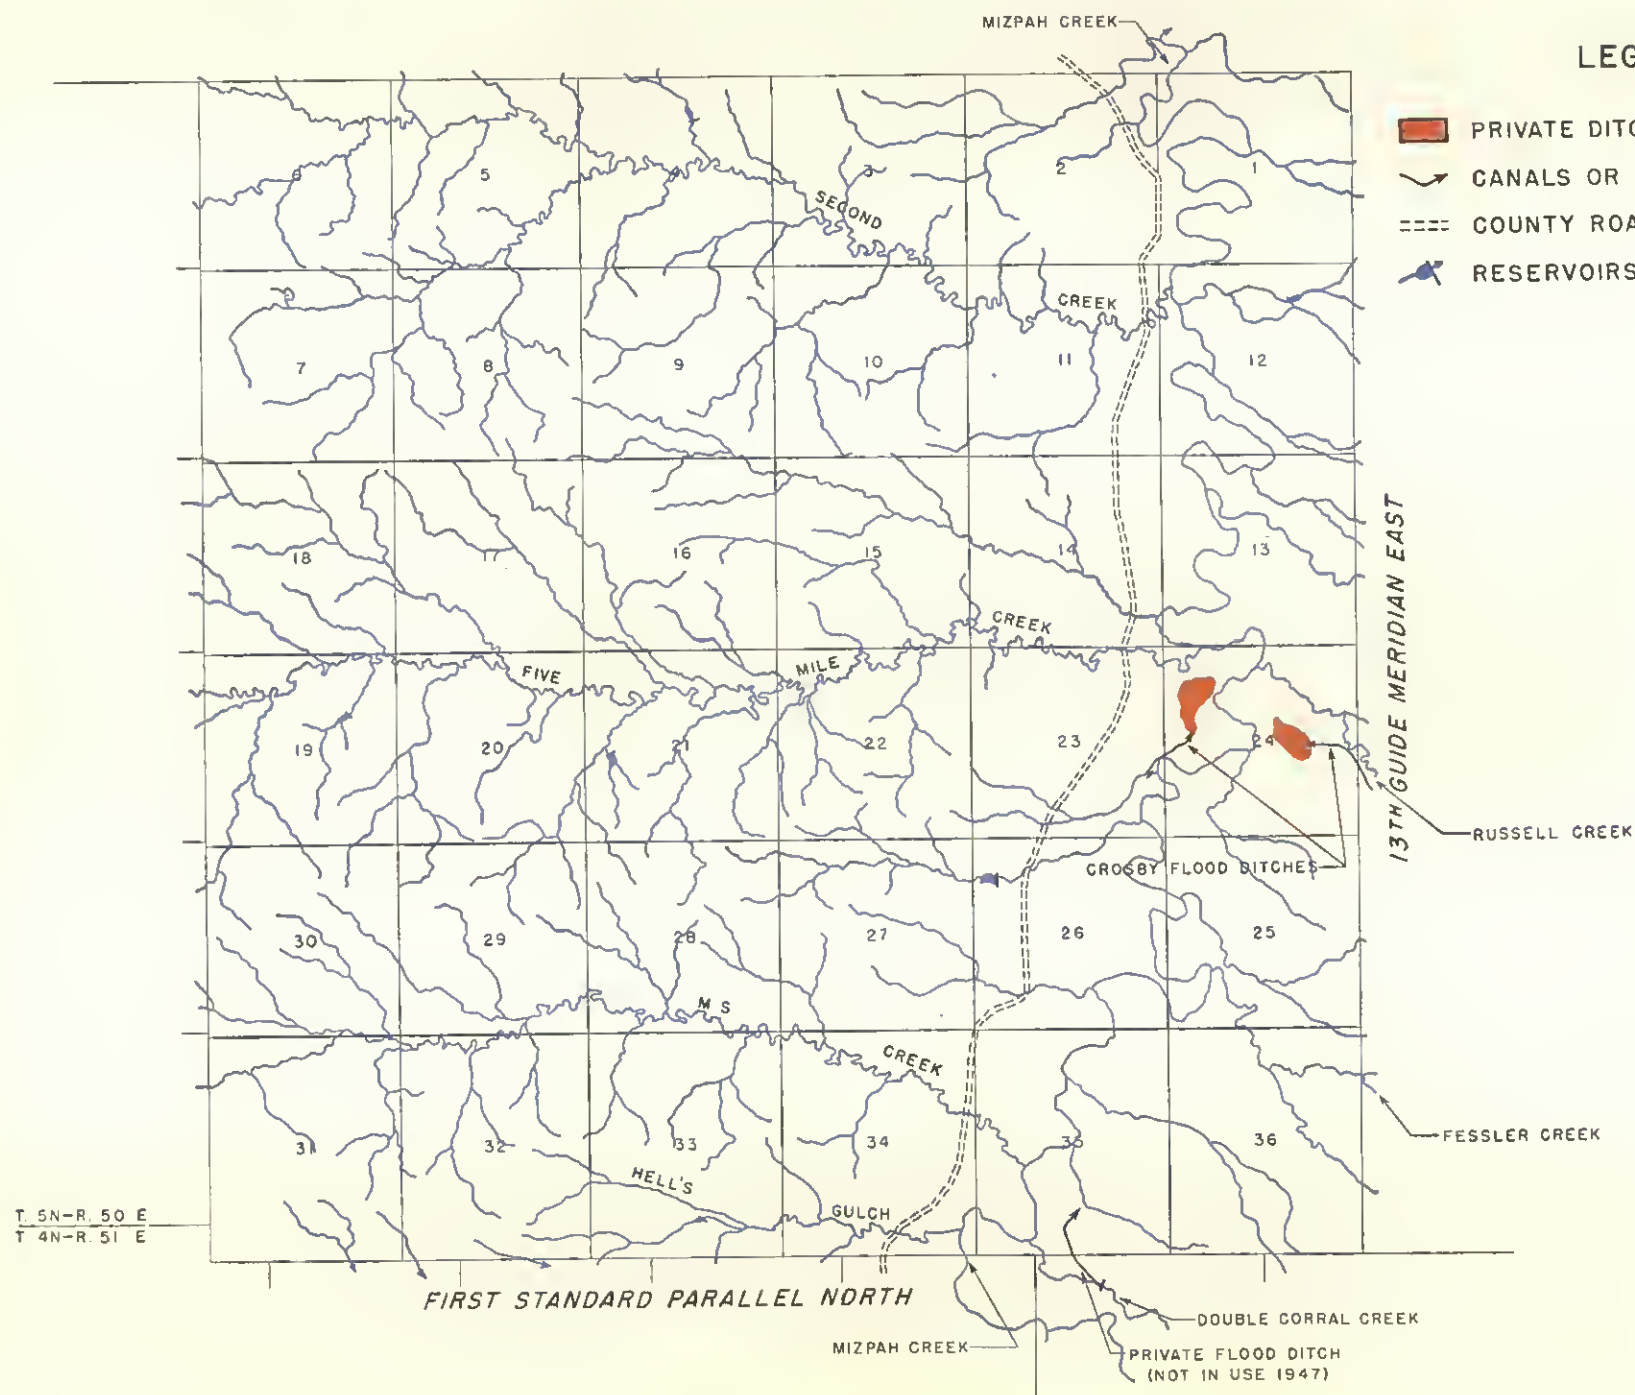 MIZPAH CREEK
LEG
PRIVATE DITC
CANALS OR
COUNTY ROA
RESERVOIRS
6
5
4
3
2
1
SECOND
CREEK
7
8
9
10
11
12
18
17
16
15
14
13
13TH GUIDE MERIDIAN EAST
CREEK
FIVE
MILE
19
20
21
22
23
24
RUSSELL CREEK
CROSBY FLOOD DITCHES
30
29
28
27
26
25
M S
CREEK
31
32
33
34
35
36
FESSLER CREEK
HELL'S
GULCH
T. 5N-R. 50 E
T 4N-R. 51 E
FIRST STANDARD PARALLEL NORTH
DOUBLE CORRAL CREEK
MIZPAH CREEK
PRIVATE FLOOD DITCH
(NOT IN USE 1947)